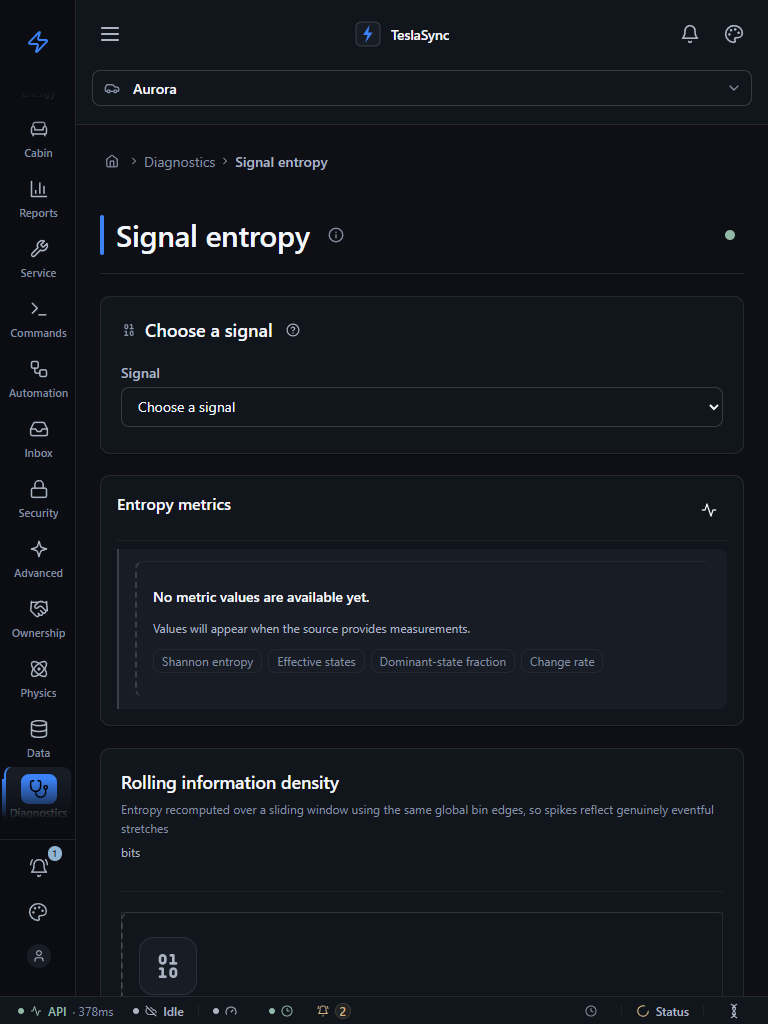 TeslaSync
Aurora
Energy
Cabin
Reports
Service
Commands
Automation
Inbox
Security
Advanced
Ownership
Physics
Data
Diagnostics
1
Diagnostics
Signal entropy
Signal entropy
01
10
Choose a signal
Signal
Choose a signal
Entropy metrics
No metric values are available yet.
Values will appear when the source provides measurements.
Shannon entropy
Effective states
Dominant-state fraction
Change rate
Rolling information density
Entropy recomputed over a sliding window using the same global bin edges, so spikes reflect genuinely eventful
stretches
bits
01
10
API · 378ms
Idle
2
Status